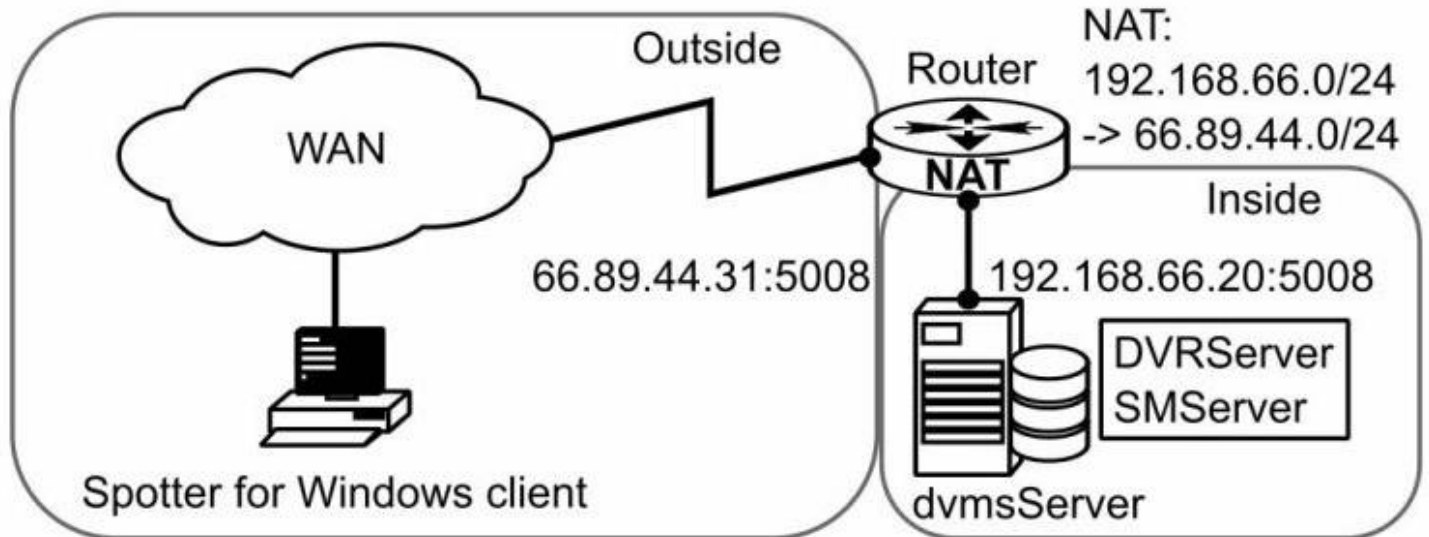 Outside
WAN
Router
NAT:
192.168.66.0/24
-> 66.89.44.0/24
NAT
Inside
66.89.44.31:5008
192.168.66.20:5008
DVRServer
SMServer
Spotter for Windows client
dvmsServer